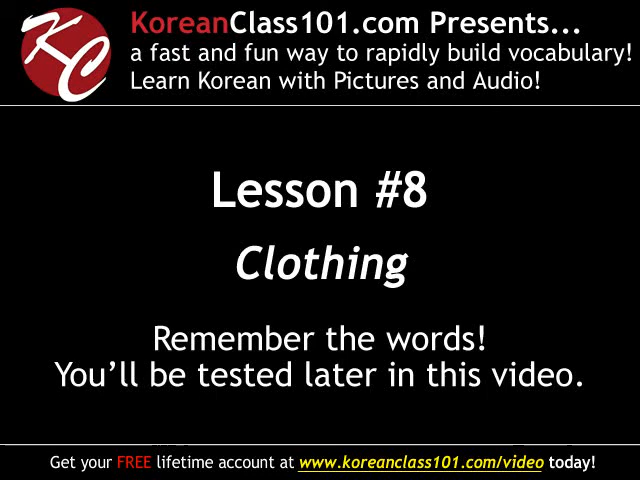 KC
KoreanClass101.com Presents...
a fast and fun way to rapidly build vocabulary!
Learn Korean with Pictures and Audio!
Lesson #8
Clothing
Remember the words!
You'll be tested later in this video.
Get your FREE lifetime account at www.koreanclass101.com/video today!